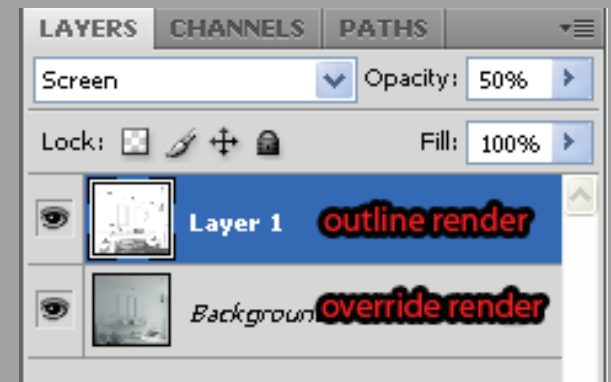 LAYERS CHANNELS PATHS
Screen Opacity: 50%
Lock: Fill: 100%
Layer 1 outline render
Backgroun override render